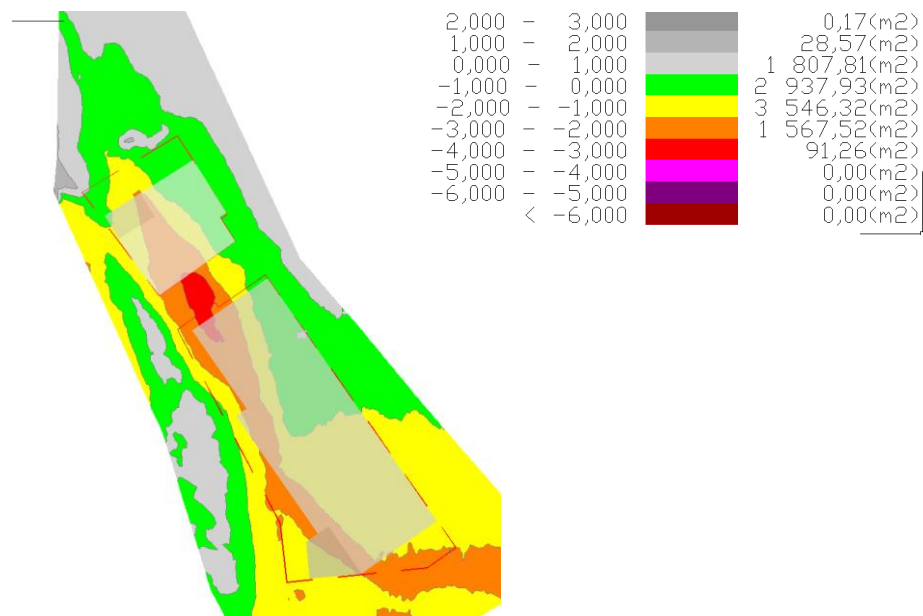 2,000 - 3,000 0,17(m2)
1,000 - 2,000 28,57(m2)
0,000 - 1,000 1 807,81(m2)
-1,000 - 0,000 2 937,93(m2)
-2,000 - -1,000 3 546,32(m2)
-3,000 - -2,000 1 567,52(m2)
-4,000 - -3,000 91,26(m2)
-5,000 - -4,000 0,00(m2)
-6,000 - -5,000 0,00(m2)
< -6,000 0,00(m2)